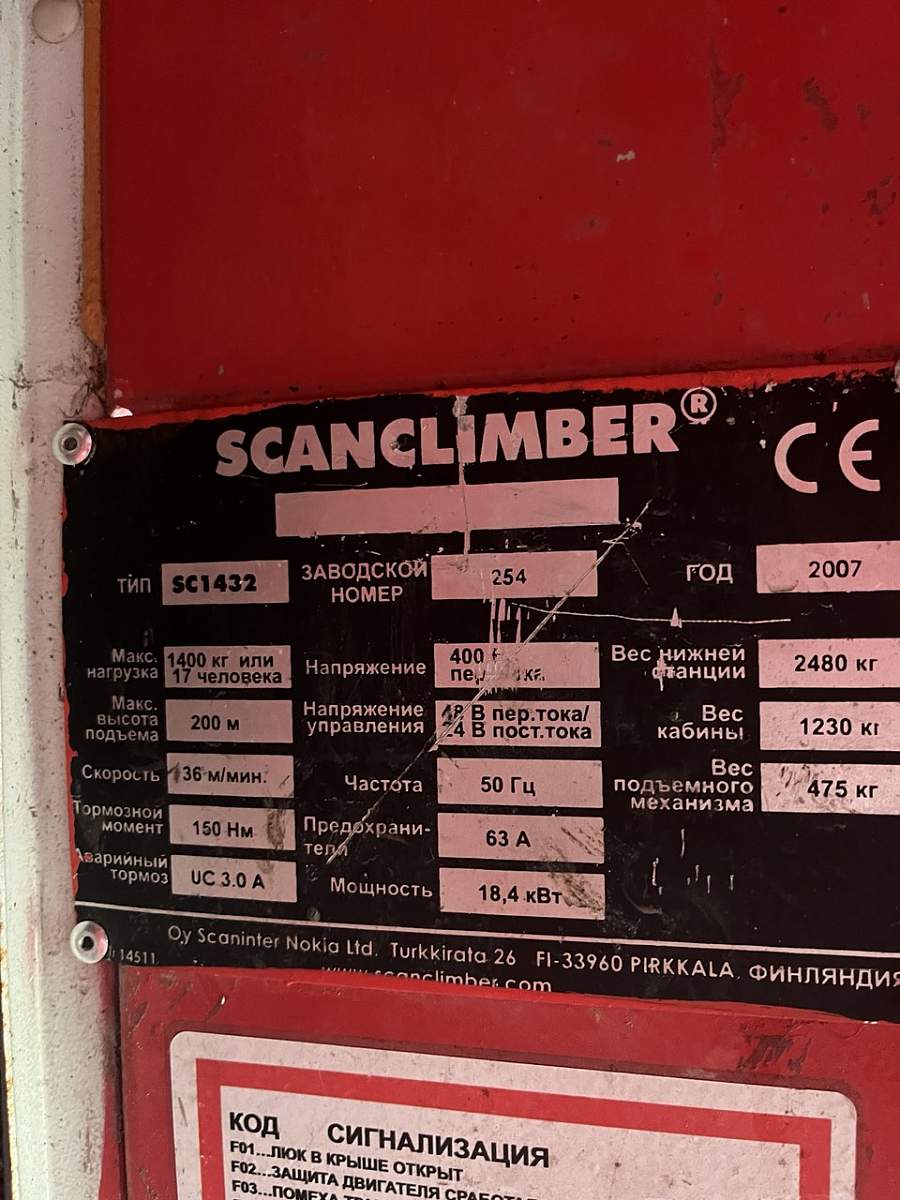 SCANCLIMBER®
CE
ТИП SC1432
ЗАВОДСКОЙ НОМЕР 254
ГОД 2007
Макс. нагрузка
1400 кг или
17 человека
Напряжение
400
Вес нижней
станции
2480 кг
Макс.
высота
подъема
200 м
Напряжение
управления
48 В пер.тока/
24 В пост.тока
Вес
кабины
1230 кг
Скорость 36 м/мин.
Частота 50 Гц
Вес
подъемного
механизма
475 кг
Тормозной
момент
150 Нм
Предохрани-
тели
63 А
Аварийный
тормоз
UC 3.0 A
Мощность 18,4 кВт
Oy Scaninter Nokia Ltd. Turkkirata 26 FI-33960 PIRKKALA, ФИНЛЯНДИЯ
14511
www.scanclimber.com
КОД СИГНАЛИЗАЦИЯ
F01...ЛЮК В КРЫШЕ ОТКРЫТ
F02...ЗАЩИТА ДВИГАТЕЛЯ
F03...ПОМЕХА